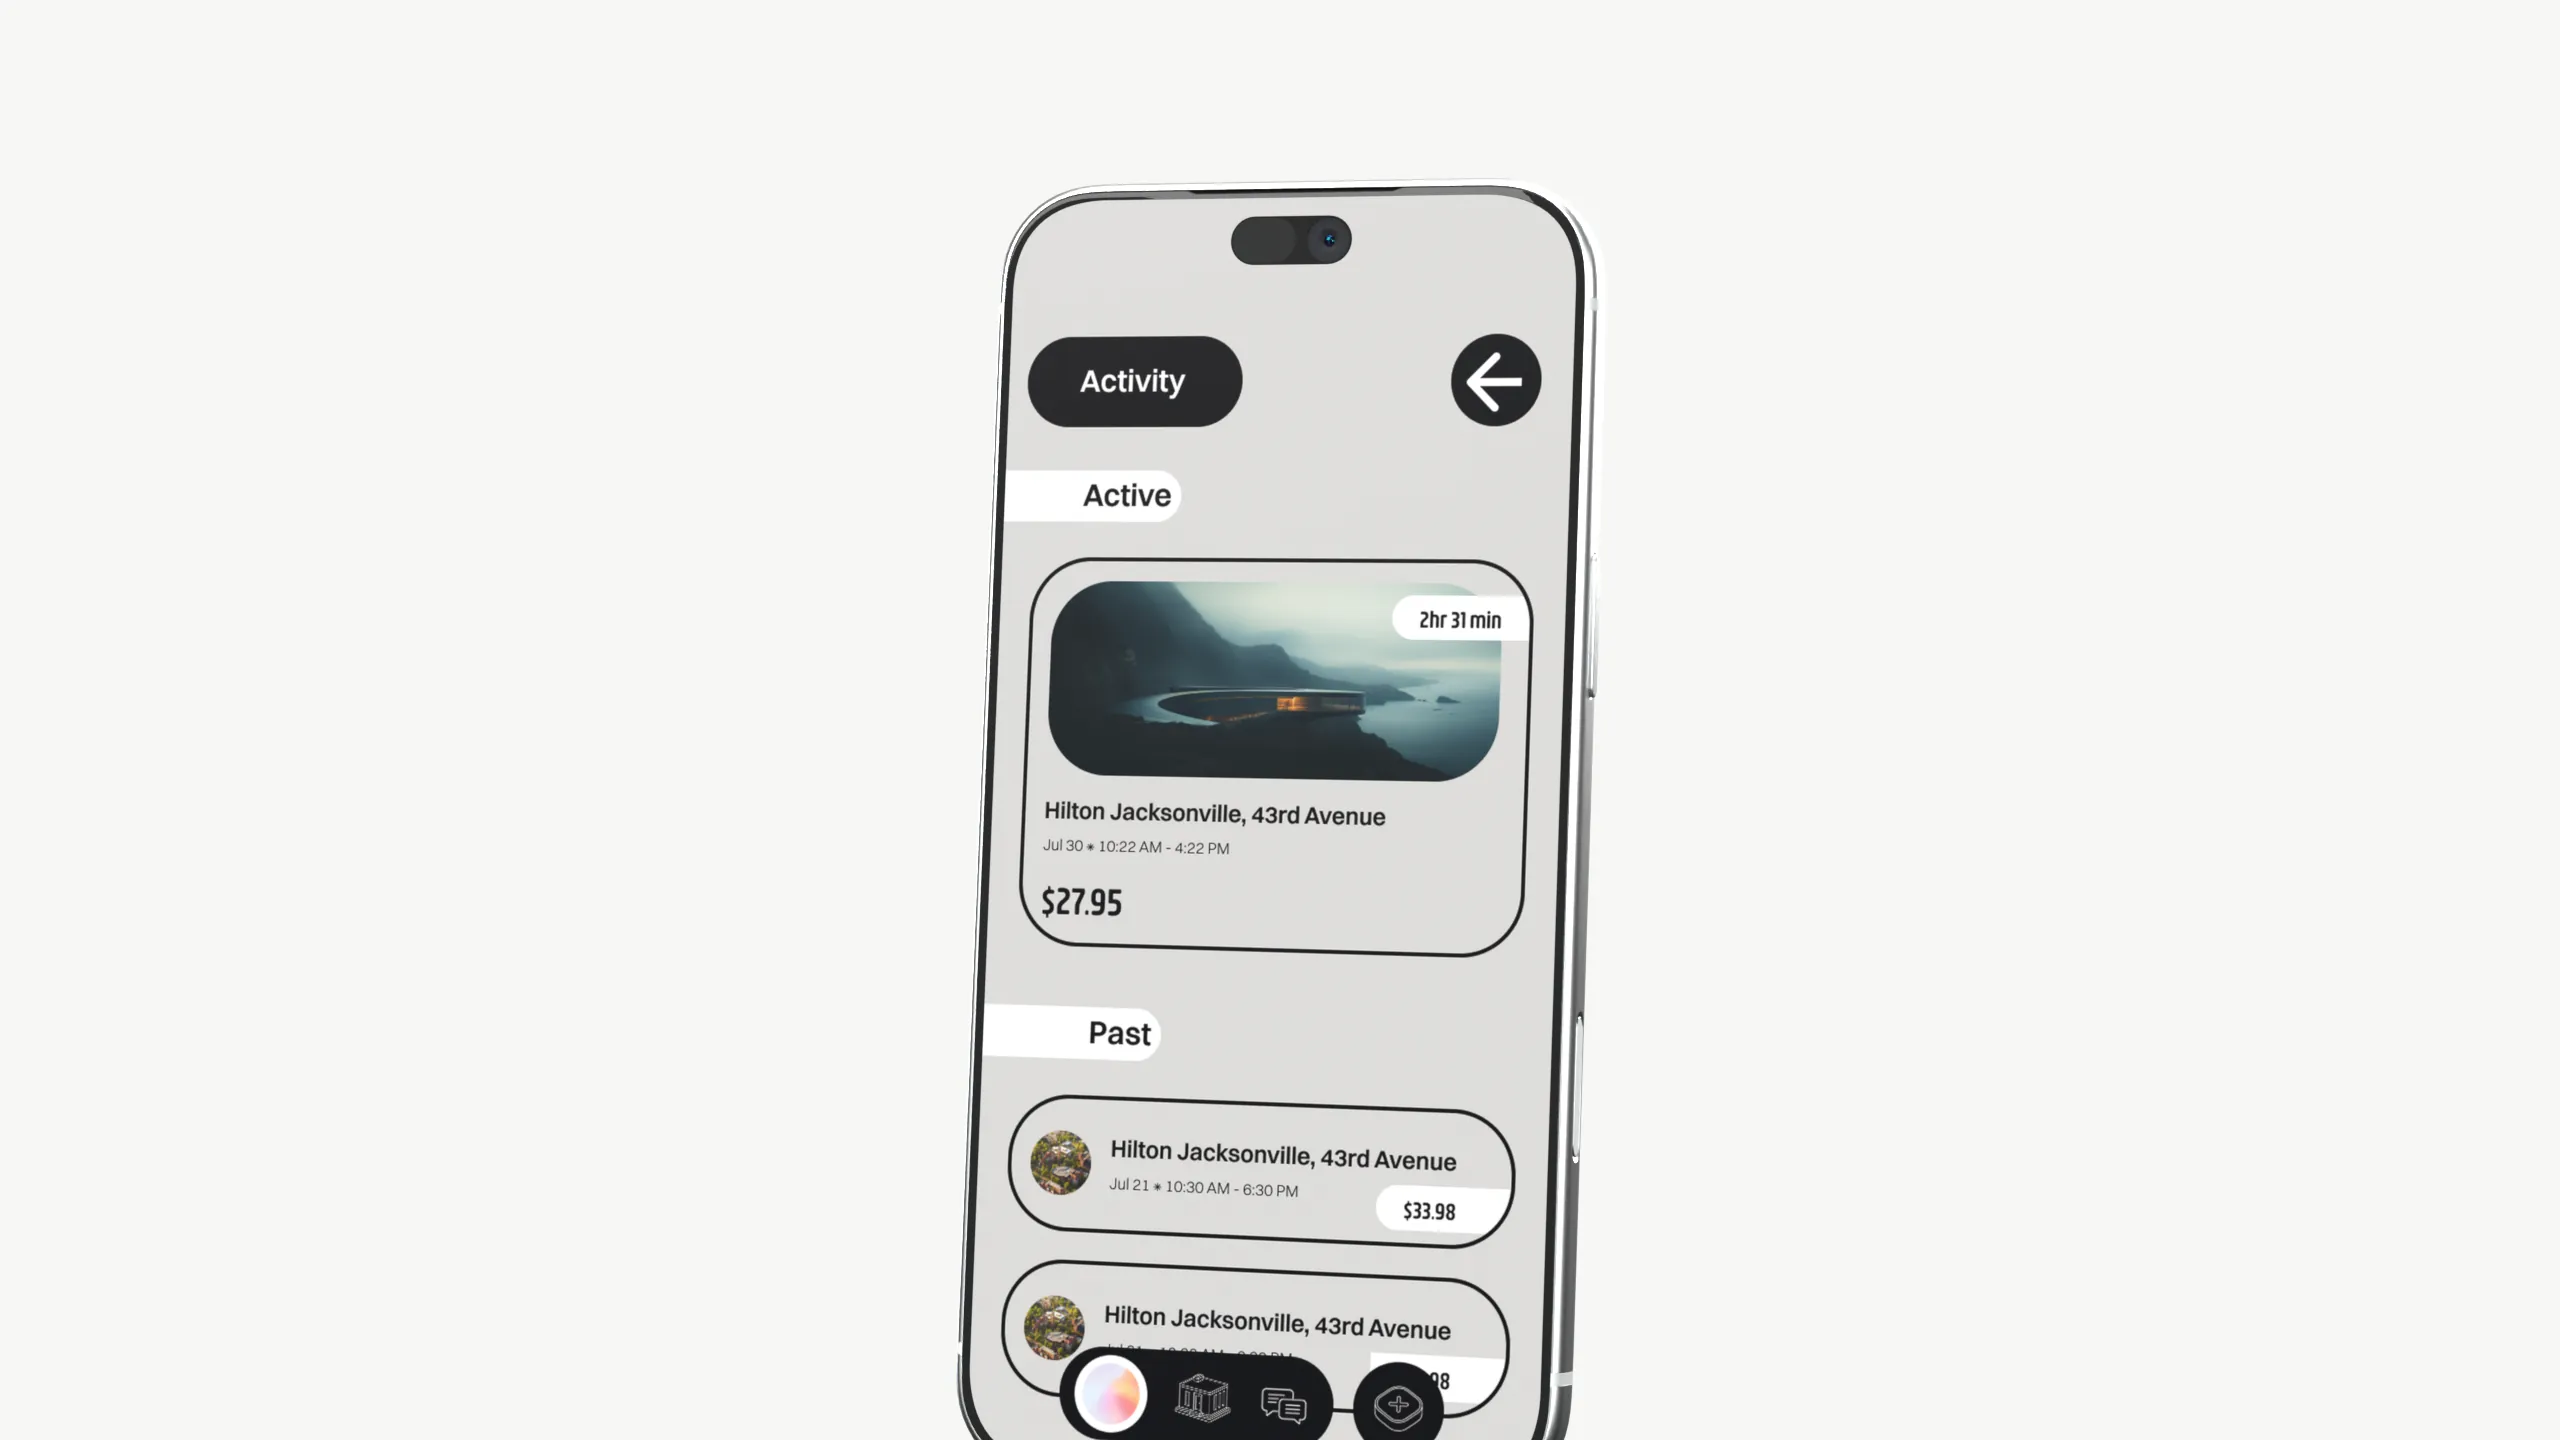 Activity
Active
2hr 31 min
Hilton Jacksonville, 43rd Avenue
Jul 30 • 10:22 AM - 4:22 PM
$27.95
Past
Hilton Jacksonville, 43rd Avenue
Jul 21 • 10:30 AM - 6:30 PM
$33.98
Hilton Jacksonville, 43rd Avenue
98